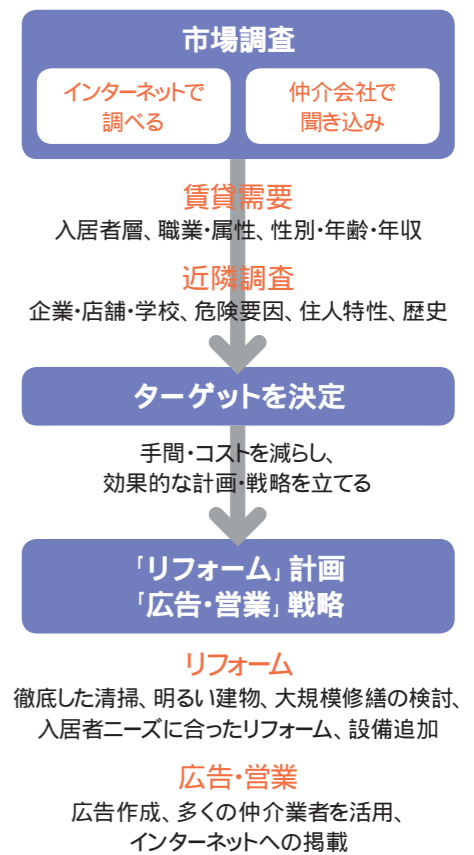 市場調査
インターネットで
調べる
仲介会社で
聞き込み
賃貸需要
入居者層、職業・属性、性別・年齢・年収
近隣調査
企業・店舗・学校、危険要因、住人特性、歴史
ターゲットを決定
手間・コストを減らし、
効果的な計画・戦略を立てる
「リフォーム」計画
「広告・営業」戦略
リフォーム
徹底した清掃、明るい建物、大規模修繕の検討、
入居者ニーズに合ったリフォーム、設備追加
広告・営業
広告作成、多くの仲介業者を活用、
インターネットへの掲載